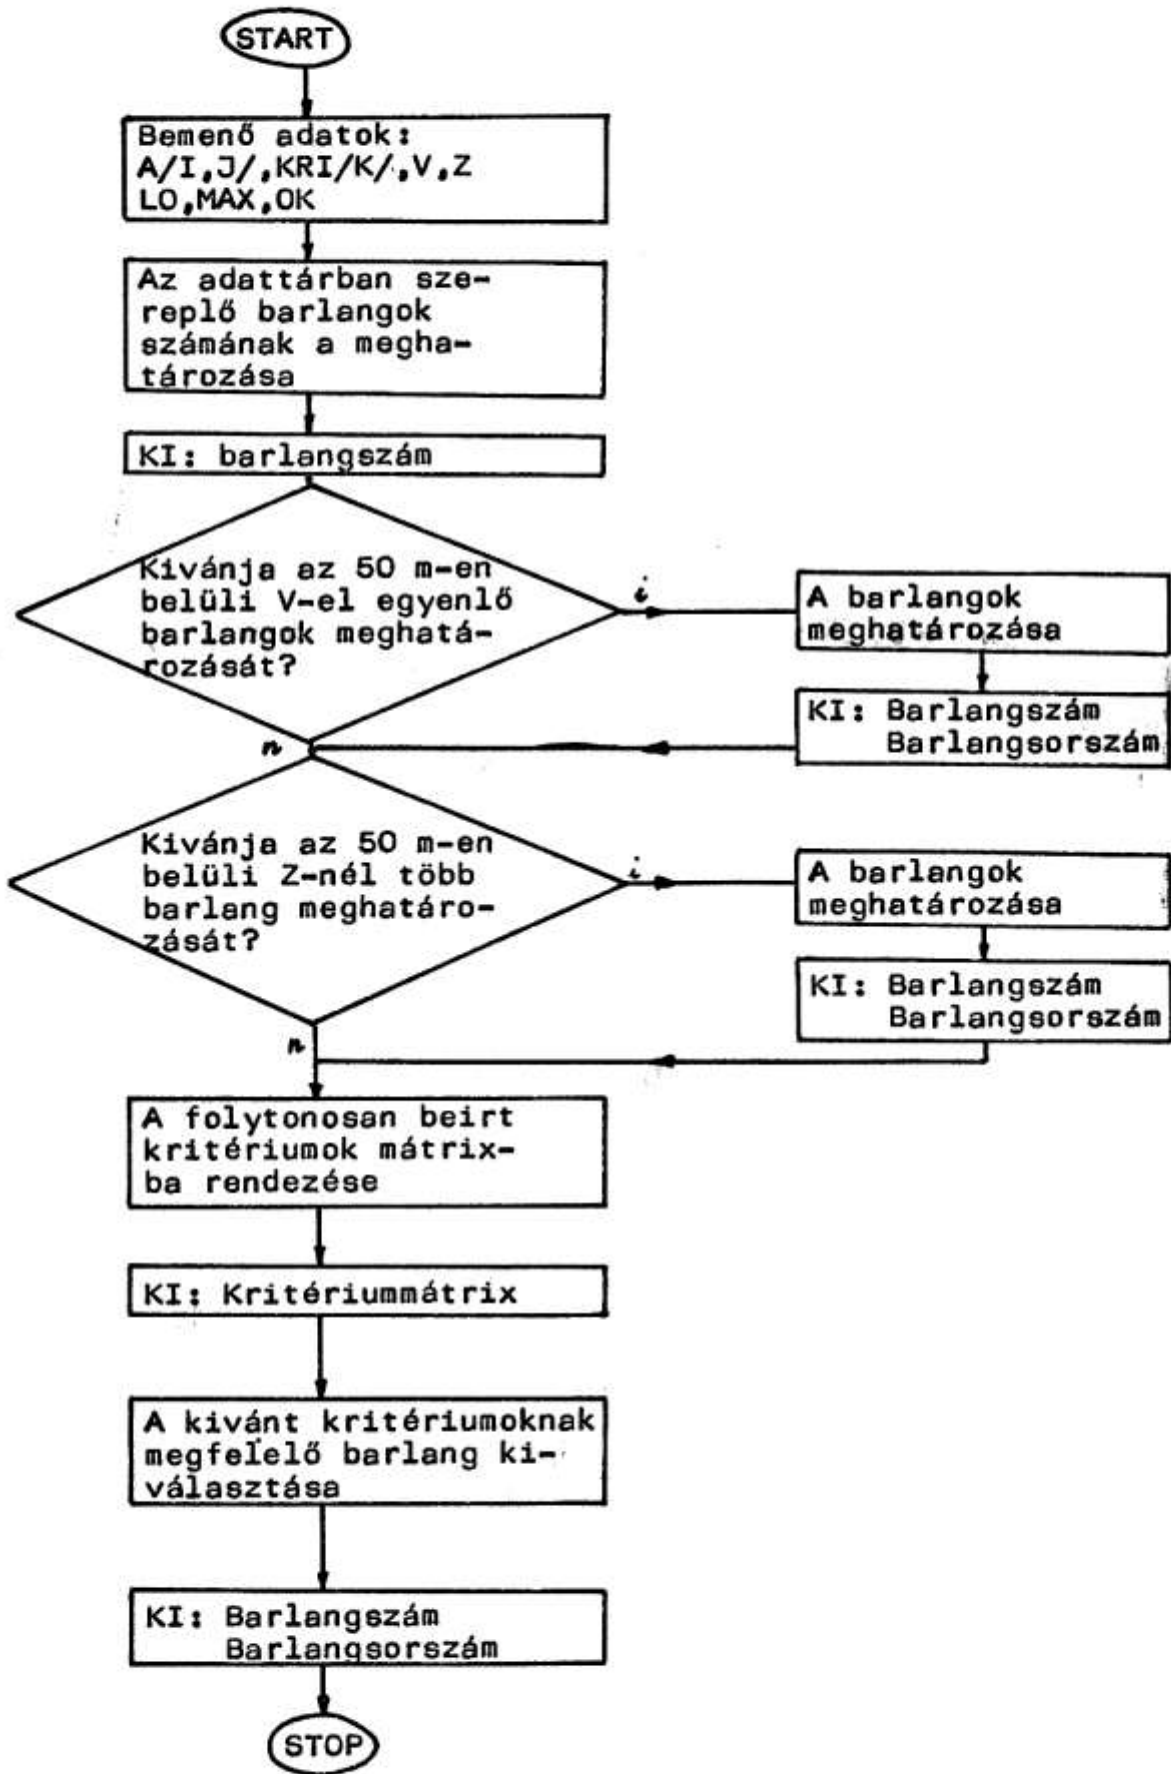 START
Bemenő adatok:
A/I,J/,KRI/K/,V,Z
LO,MAX,OK
Az adattárban sze-
replő barlangok
számának a megha-
tározása
KI: barlangszám
Kivánja az 50 m-en
belüli V-el egyenlő
barlangok meghatá-
rozását?
i
A barlangok
meghatározása
KI: Barlangszám
Barlangsorszám
n
Kivánja az 50 m-en
belüli Z-nél több
barlang meghatáro-
zását?
i
A barlangok
meghatározása
KI: Barlangszám
Barlangsorszám
n
A folytonosan beirt
kritériumok mátrix-
ba rendezése
KI: Kritériummátrix
A kivánt kritériumoknak
megfelelő barlang ki-
választása
KI: Barlangszám
Barlangsorszám
STOP